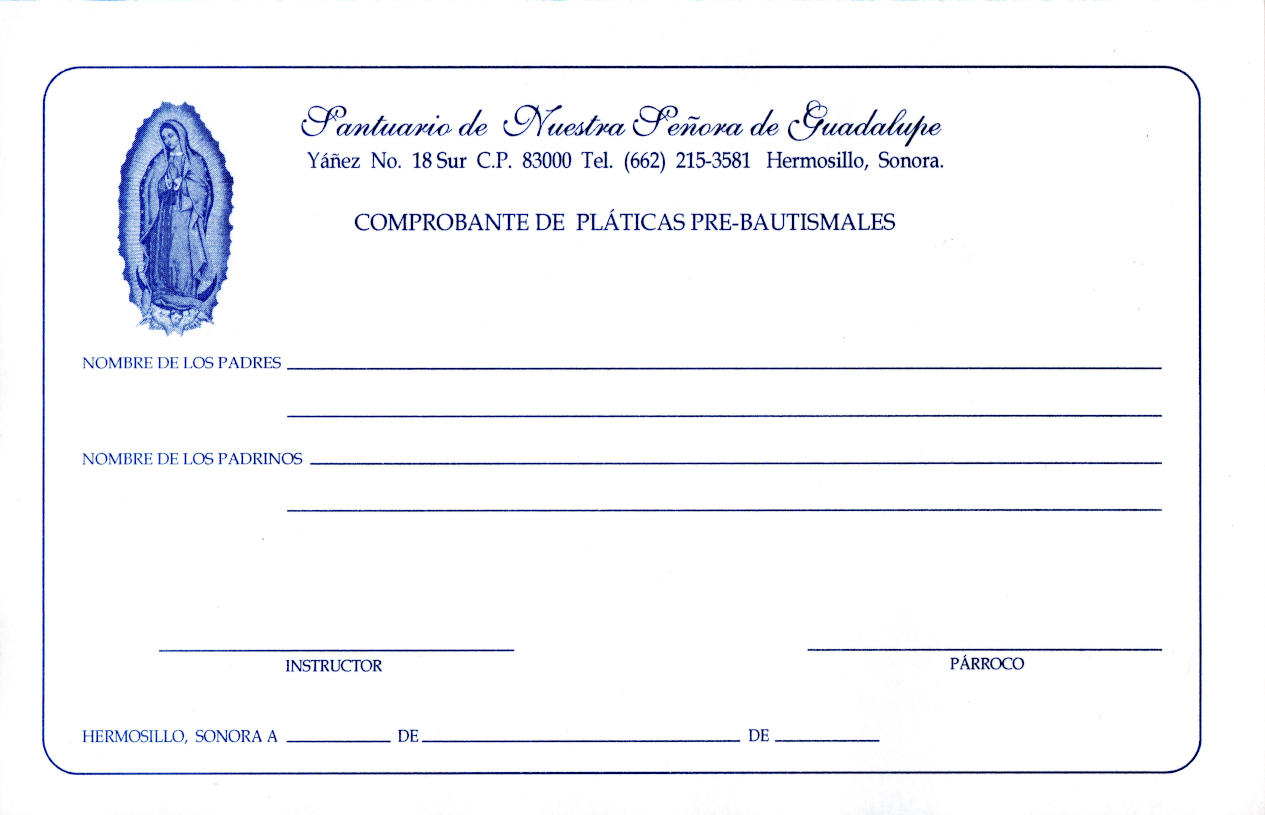 Santuario de Nuestra Señora de Guadalupe
Yáñez No. 18 Sur C.P. 83000 Tel. (662) 215-3581 Hermosillo, Sonora.
COMPROBANTE DE PLÁTICAS PRE-BAUTISMALES
NOMBRE DE LOS PADRES
NOMBRE DE LOS PADRINOS
INSTRUCTOR
PÁRROCO
HERMOSILLO, SONORA A DE DE